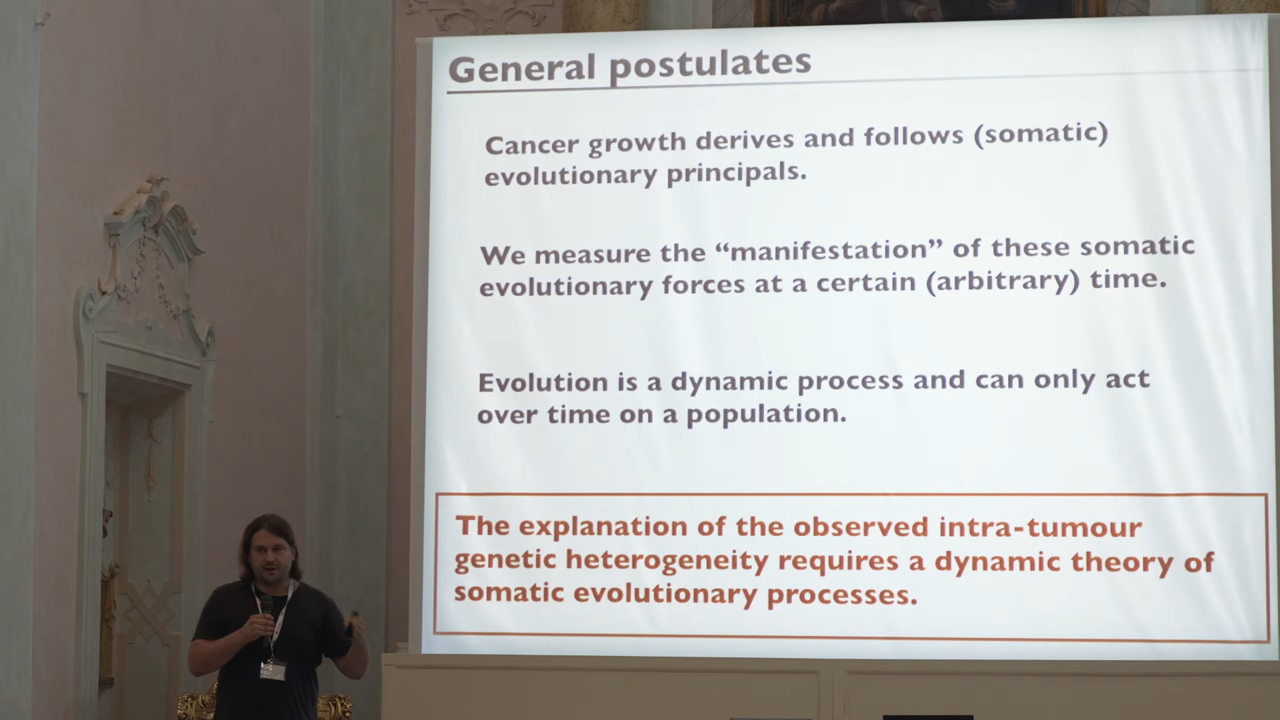 General postulates
Cancer growth derives and follows (somatic)
evolutionary principals.
We measure the “manifestation” of these somatic
evolutionary forces at a certain (arbitrary) time.
Evolution is a dynamic process and can only act
over time on a population.
The explanation of the observed intra-tumour
genetic heterogeneity requires a dynamic theory of
somatic evolutionary processes.